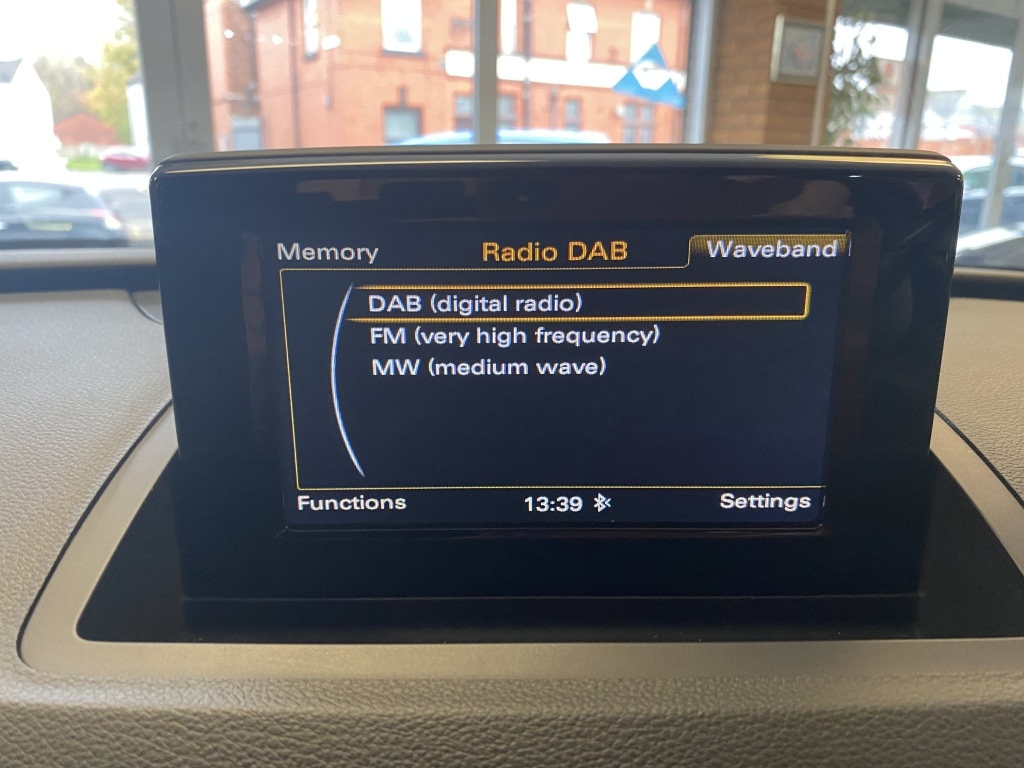 Memory Radio DAB Waveband
DAB (digital radio)
FM (very high frequency)
MW (medium wave)
Functions 13:39 Settings